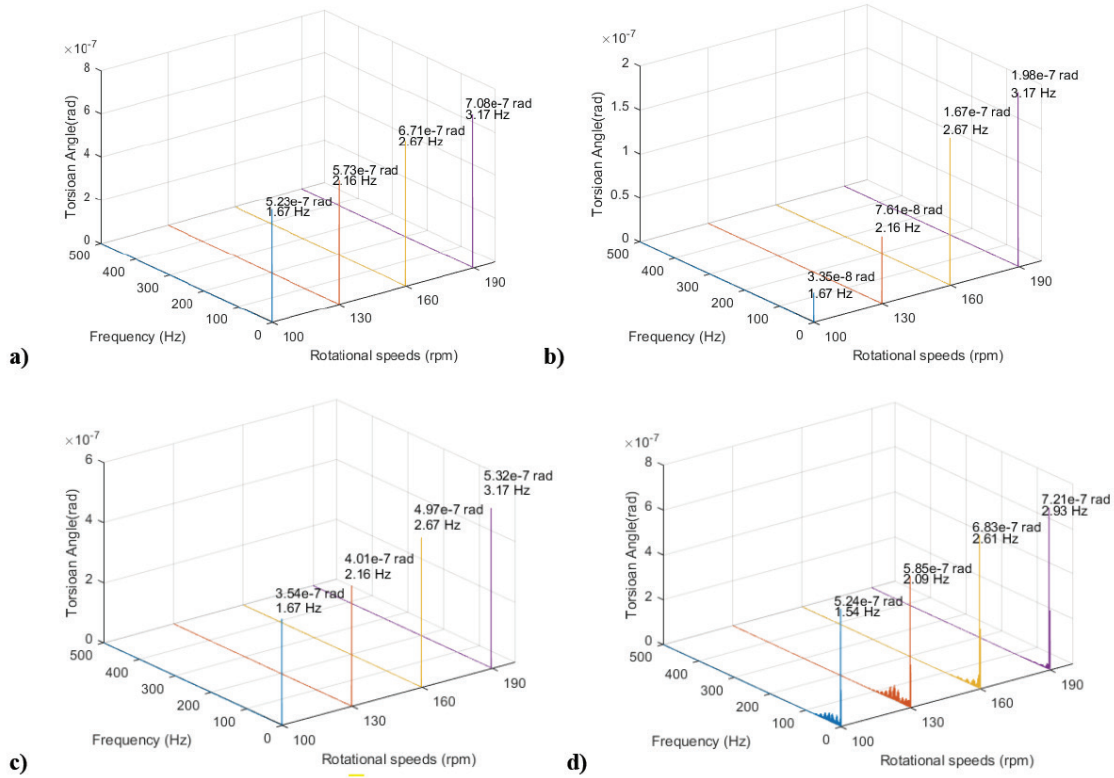 ×10⁻⁷
8
6
4
2
0
Torsioan Angle(rad)
7.08e-7 rad
3.17 Hz
6.71e-7 rad
2.67 Hz
5.73e-7 rad
2.16 Hz
5.23e-7 rad
1.67 Hz
500
400
300
200
100
0
Frequency (Hz)
100
130
160
190
Rotational speeds (rpm)
a)
2
1.5
1
0.5
0
Torsioan Angle(rad)
×10⁻⁷
1.98e-7 rad
3.17 Hz
1.67e-7 rad
2.67 Hz
7.61e-8 rad
2.16 Hz
3.35e-8 rad
1.67 Hz
500
400
300
200
100
0
Frequency (Hz)
100
130
160
190
Rotational speeds (rpm)
b)
×10⁻⁷
6
4
2
0
Torsioan Angle(rad)
5.32e-7 rad
3.17 Hz
4.97e-7 rad
2.67 Hz
4.01e-7 rad
2.16 Hz
3.54e-7 rad
1.67 Hz
500
400
300
200
100
0
Frequency (Hz)
100
130
160
190
Rotational speeds (rpm)
c)
×10⁻⁷
8
6
4
2
0
Torsioan Angle(rad)
7.21e-7 rad
2.93 Hz
6.83e-7 rad
2.61 Hz
5.85e-7 rad
2.09 Hz
5.24e-7 rad
1.54 Hz
500
400
300
200
100
0
Frequency (Hz)
100
130
160
190
Rotational speeds (rpm)
d)